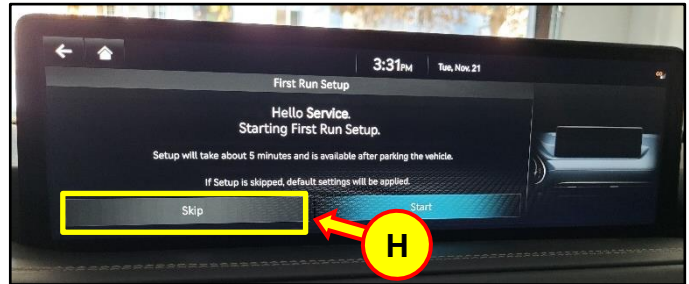 3:31PM Tue, Nov. 21
First Run Setup
Hello Service.
Starting First Run Setup.
Setup will take about 5 minutes and is available after parking the vehicle.
If Setup is skipped, default settings will be applied.
Skip Start
H